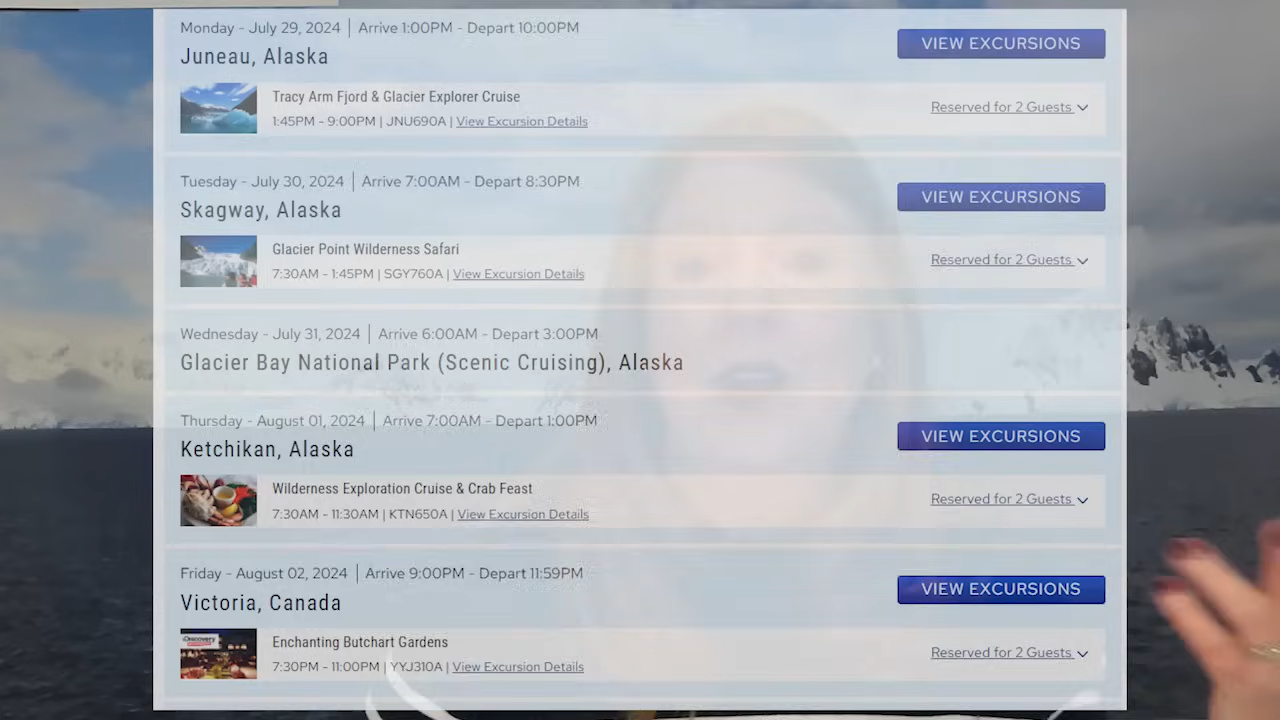 Monday - July 29, 2024 | Arrive 1:00PM - Depart 10:00PM
Juneau, Alaska
VIEW EXCURSIONS
Tracy Arm Fjord & Glacier Explorer Cruise
1:45PM - 9:00PM | JNU690A | View Excursion Details
Reserved for 2 Guests
Tuesday - July 30, 2024 | Arrive 7:00AM - Depart 8:30PM
Skagway, Alaska
VIEW EXCURSIONS
Glacier Point Wilderness Safari
7:30AM - 1:45PM | SGY760A | View Excursion Details
Reserved for 2 Guests
Wednesday - July 31, 2024 | Arrive 6:00AM - Depart 3:00PM
Glacier Bay National Park (Scenic Cruising), Alaska
Thursday - August 01, 2024 | Arrive 7:00AM - Depart 1:00PM
Ketchikan, Alaska
VIEW EXCURSIONS
Wilderness Exploration Cruise & Crab Feast
7:30AM - 11:30AM | KTN650A | View Excursion Details
Reserved for 2 Guests
Friday - August 02, 2024 | Arrive 9:00PM - Depart 11:59PM
Victoria, Canada
VIEW EXCURSIONS
Discovery
Enchanting Butchart Gardens
7:30PM - 11:00PM | YYJ310A | View Excursion Details
Reserved for 2 Guests